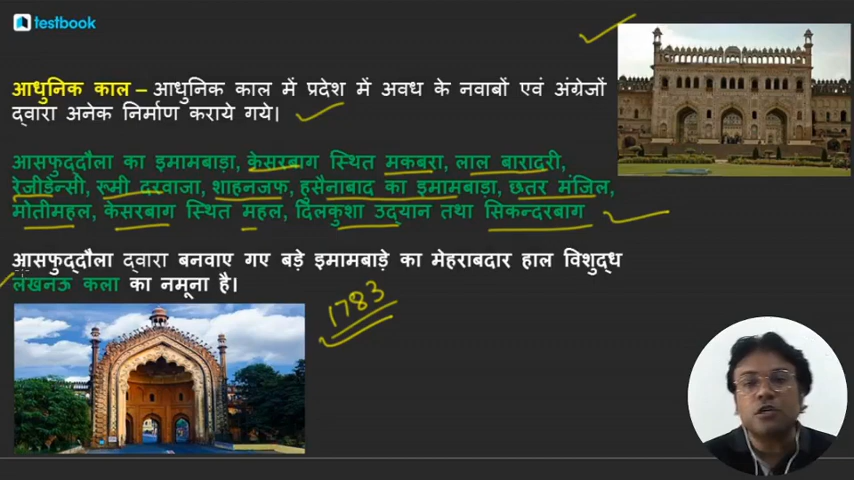 testbook
आधुनिक काल – आधुनिक काल में प्रदेश में अवध के नवाबों एवं अंग्रेजों
द्वारा अनेक निर्माण कराये गये।
आसफुद्दौला का इमामबाड़ा, केसरबाग स्थित मकबरा, लाल बारादरी,
रेजीडेन्सी, रूमी दरवाजा, शाहनजफ, हुसैनाबाद का इमामबाड़ा, छतर मंजिल,
मोतीमहल, केसरबाग स्थित महल, दिलकुशा उद्यान तथा सिकन्दरबाग
आसफुद्दौला द्वारा बनवाए गए बड़े इमामबाड़े का मेहराबदार हाल विशुद्ध
लखनऊ कला का नमूना है।
1783